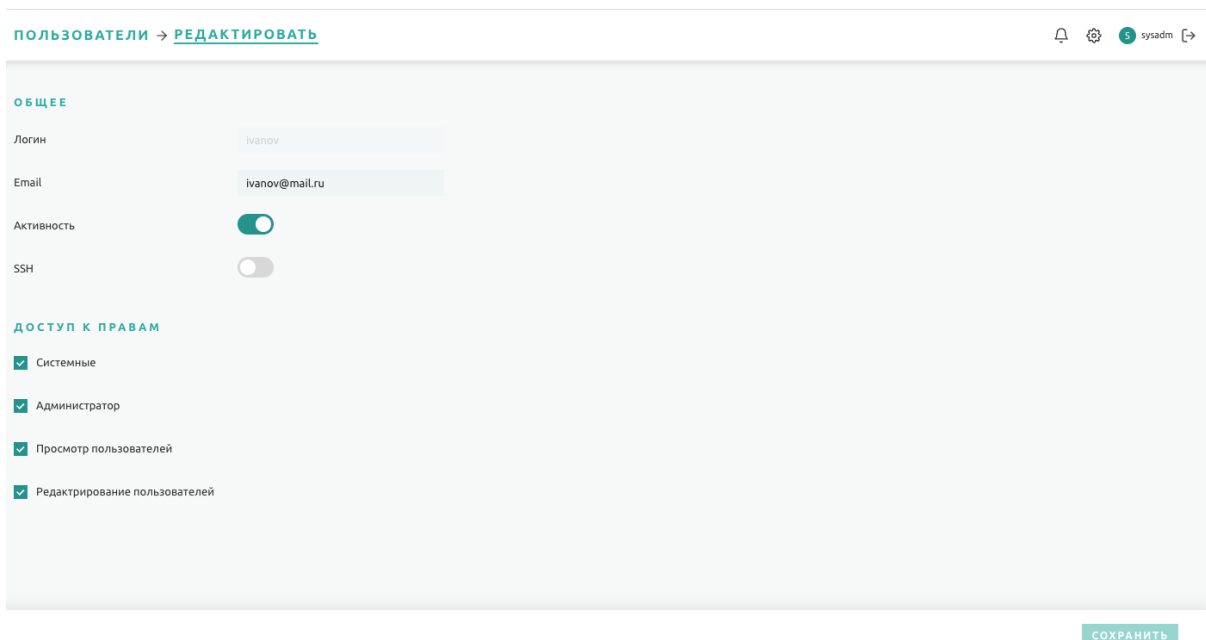 ПОЛЬЗОВАТЕЛИ → РЕДАКТИРОВАТЬ
S sysadm
ОБЩЕЕ
Логин ivanov
Email ivanov@mail.ru
Активность
SSH
ДОСТУП К ПРАВАМ
Системные
Администратор
Просмотр пользователей
Редактрирование пользователей
СОХРАНИТЬ